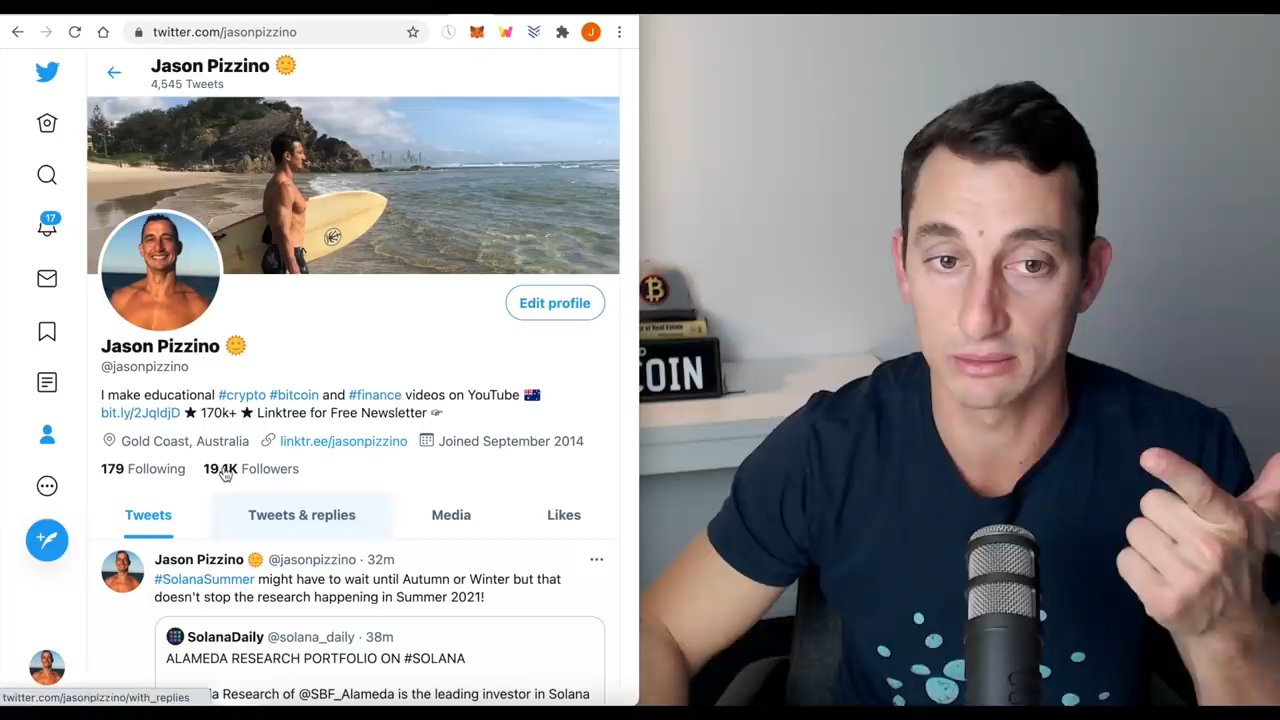 twitter.com/jasonpizzino
J
Jason Pizzino
4,545 Tweets
17
Edit profile
Jason Pizzino
@jasonpizzino
I make educational #crypto #bitcoin and #finance videos on YouTube
bit.ly/2JqldjD ★ 170k+ ★ Linktree for Free Newsletter ☞
Gold Coast, Australia linktr.ee/jasonpizzino Joined September 2014
179 Following 19.1K Followers
Tweets Tweets & replies Media Likes
Jason Pizzino @jasonpizzino · 32m
#SolanaSummer might have to wait until Autumn or Winter but that
doesn't stop the research happening in Summer 2021!
SolanaDaily @solana_daily · 38m
ALAMEDA RESEARCH PORTFOLIO ON #SOLANA
Research of @SBF_Alameda is the leading investor in Solana
twitter.com/jasonpizzino/with_replies
of Real Estate
COIN